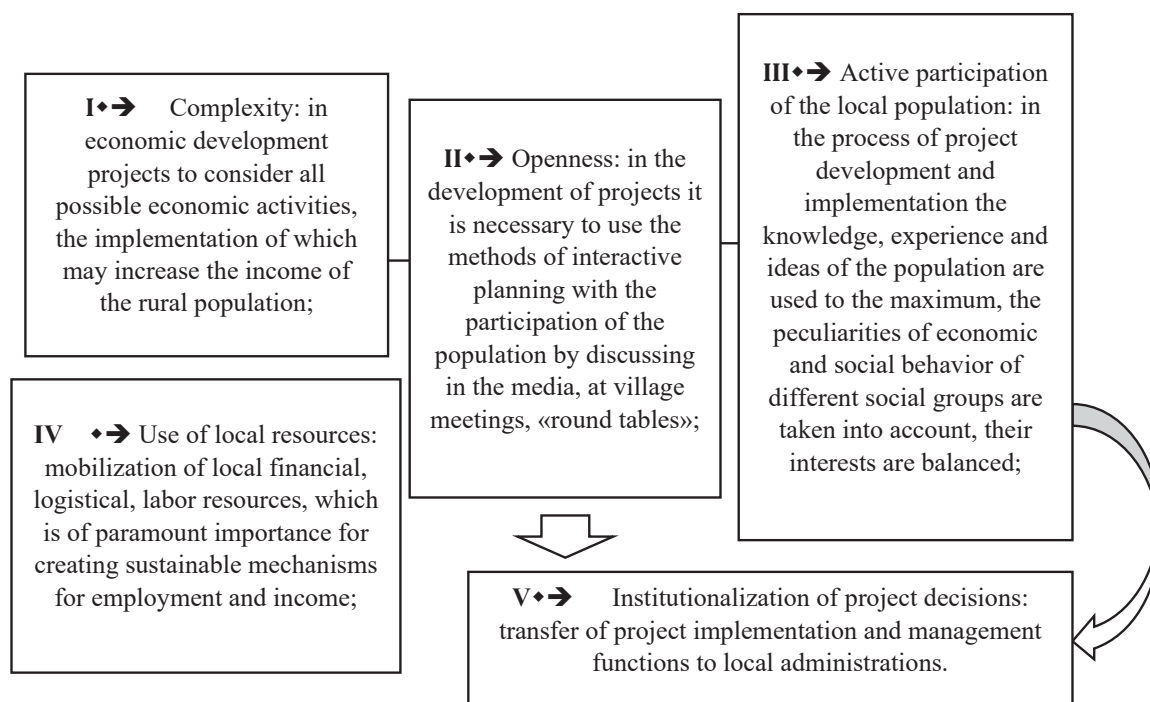 I◆➔ Complexity: in
economic development
projects to consider all
possible economic activities,
the implementation of which
may increase the income of
the rural population;
II◆➔ Openness: in the
development of projects it
is necessary to use the
methods of interactive
planning with the
participation of the
population by discussing
in the media, at village
meetings, «round tables»;
III◆➔ Active participation
of the local population: in
the process of project
development and
implementation the
knowledge, experience and
ideas of the population are
used to the maximum, the
peculiarities of economic
and social behavior of
different social groups are
taken into account, their
interests are balanced;
IV ◆➔ Use of local resources:
mobilization of local financial,
logistical, labor resources, which
is of paramount importance for
creating sustainable mechanisms
for employment and income;
V◆➔ Institutionalization of project decisions:
transfer of project implementation and management
functions to local administrations.